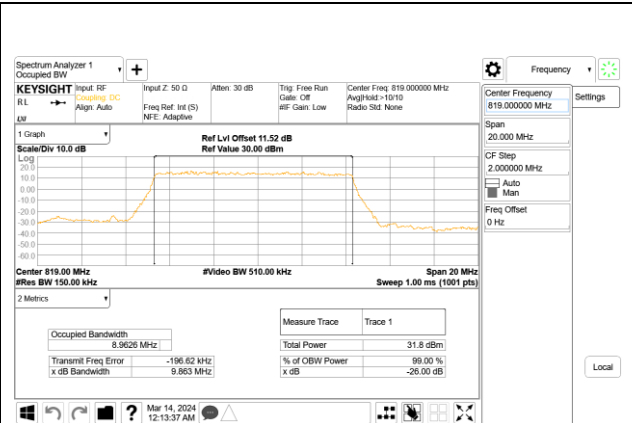 Spectrum Analyzer 1
Occupied BW
Frequency
KEYSIGHT Input: RF Input Z: 50 Ω Atten: 30 dB Trig: Free Run Center Freq: 819.000000 MHz
RL Coupling: DC Gate: Off Avg|Hold:>10/10
Align: Auto Freq Ref: Int (S) #IF Gain: Low Radio Std: None
NFE: Adaptive
Center Frequency
819.000000 MHz
Settings
Span
20.000 MHz
CF Step
2.000000 MHz
Auto
Man
Freq Offset
0 Hz
1 Graph
Ref Lvl Offset 11.52 dB
Scale/Div 10.0 dB Ref Value 30.00 dBm
Log
20.0
10.0
0.00
-10.0
-20.0
-30.0
-40.0
-50.0
-60.0
Center 819.00 MHz #Video BW 510.00 kHz Span 20 MHz
#Res BW 150.00 kHz Sweep 1.00 ms (1001 pts)
2 Metrics
Occupied Bandwidth
8.9626 MHz
Transmit Freq Error -196.62 kHz
x dB Bandwidth 9.863 MHz
Measure Trace Trace 1
Total Power 31.8 dBm
% of OBW Power 99.00 %
x dB -26.00 dB
Local
?
Mar 14, 2024
12:13:37 AM